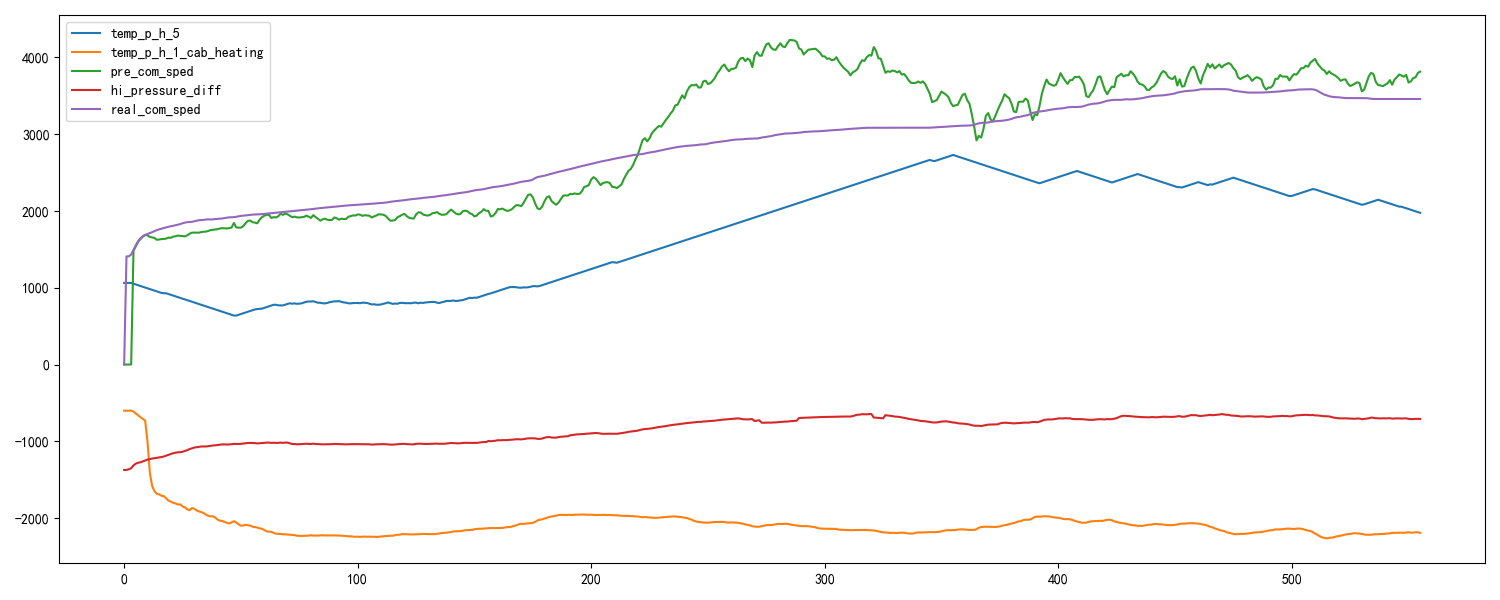 temp_p_h_5
temp_p_h_1_cab_heating
pre_com_sped
hi_pressure_diff
real_com_sped
4000
3000
2000
1000
0
−1000
−2000
0
100
200
300
400
500